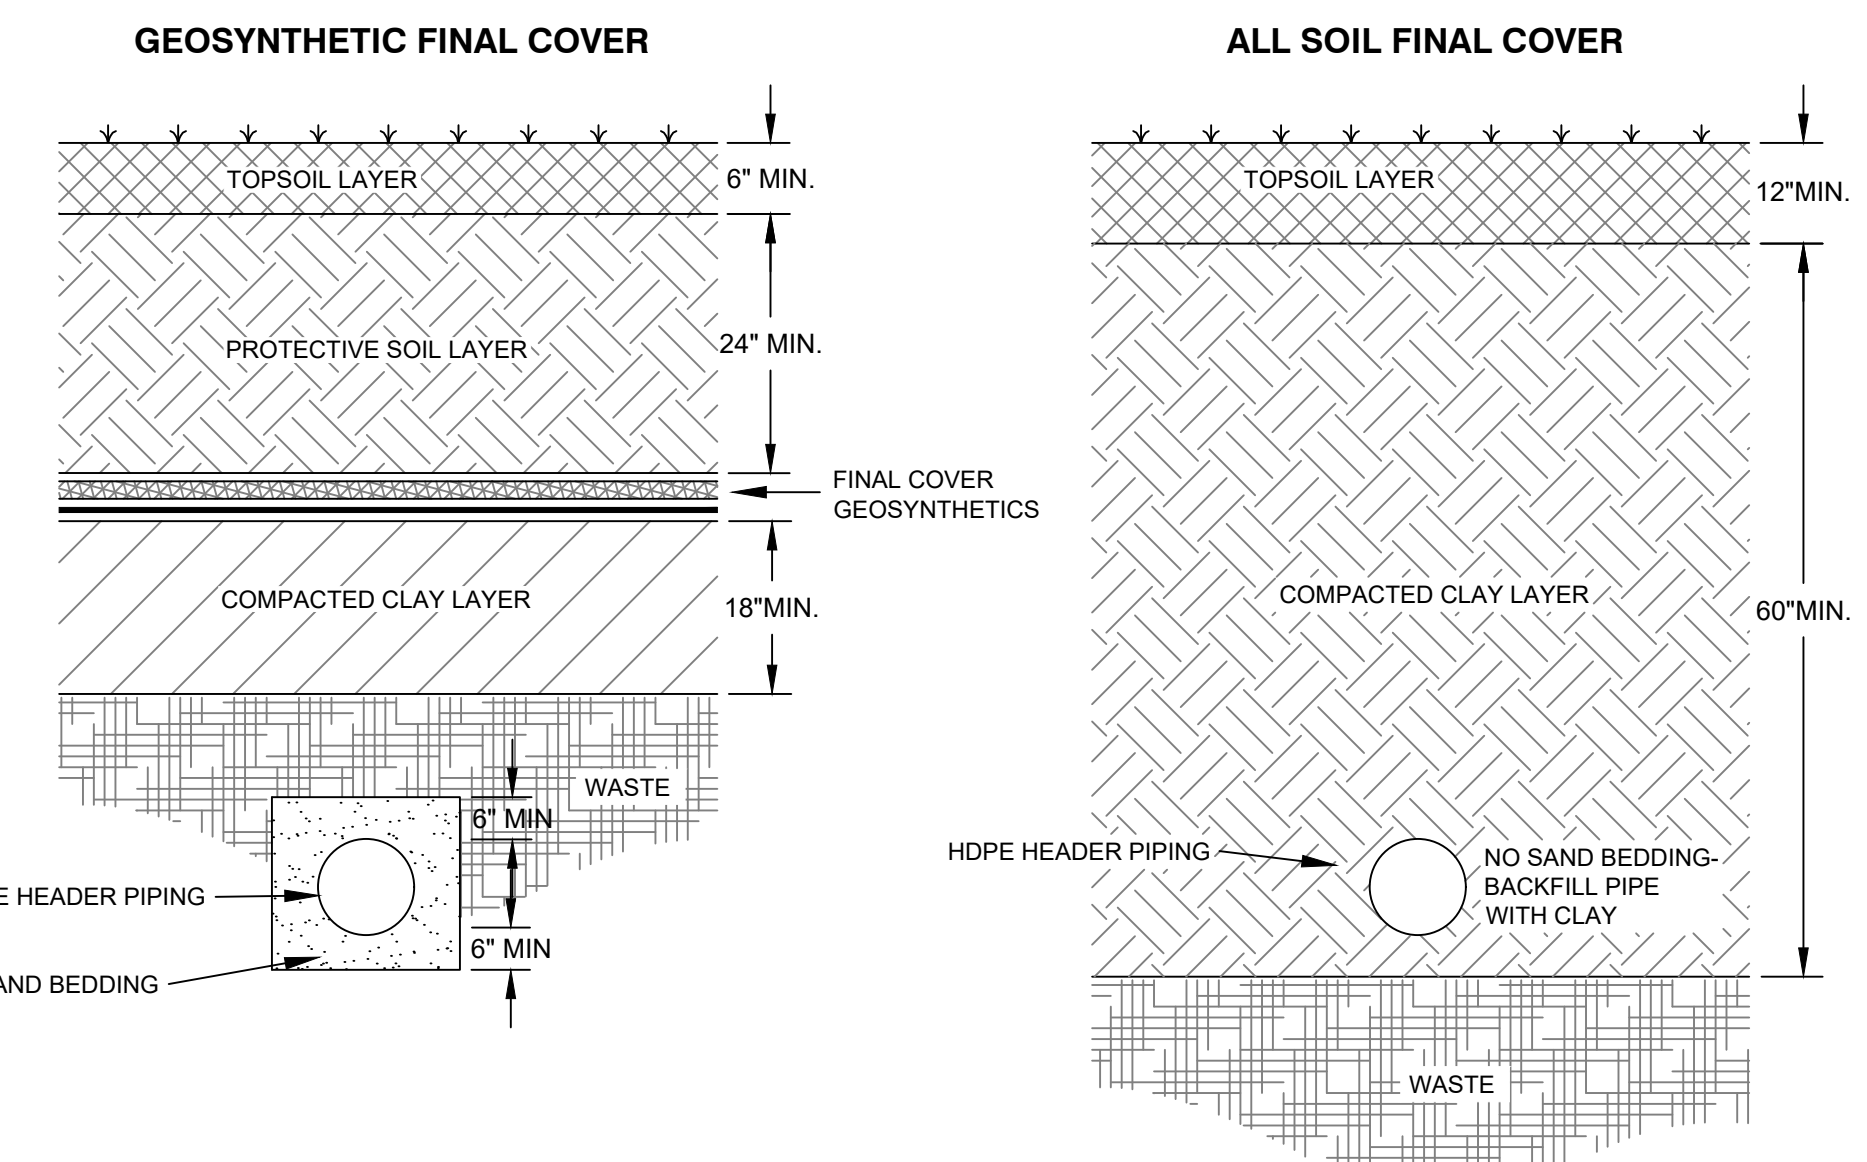 GEOSYNTHETIC FINAL COVER
TOPSOIL LAYER
6" MIN.
PROTECTIVE SOIL LAYER
24" MIN.
FINAL COVER
GEOSYNTHETICS
COMPACTED CLAY LAYER
18"MIN.
WASTE
6" MIN
HEADER PIPING
6" MIN
BEDDING
ALL SOIL FINAL COVER
TOPSOIL LAYER
12"MIN.
COMPACTED CLAY LAYER
60"MIN.
HDPE HEADER PIPING
NO SAND BEDDING-
BACKFILL PIPE
WITH CLAY
WASTE